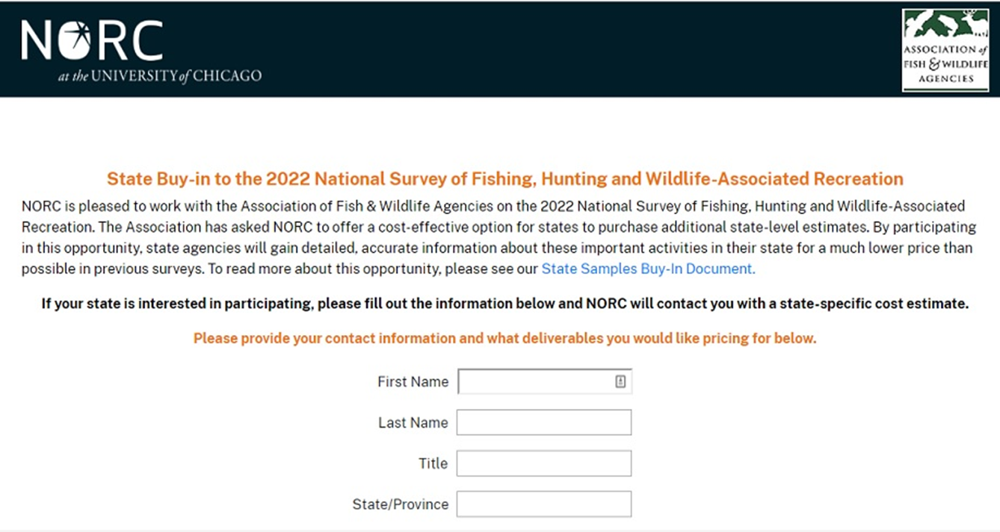 NORC
at the UNIVERSITY of CHICAGO
ASSOCIATION of
FISH & WILDLIFE
AGENCIES
State Buy-in to the 2022 National Survey of Fishing, Hunting and Wildlife-Associated Recreation
NORC is pleased to work with the Association of Fish & Wildlife Agencies on the 2022 National Survey of Fishing, Hunting and Wildlife-Associated
Recreation. The Association has asked NORC to offer a cost-effective option for states to purchase additional state-level estimates. By participating
in this opportunity, state agencies will gain detailed, accurate information about these important activities in their state for a much lower price than
possible in previous surveys. To read more about this opportunity, please see our State Samples Buy-In Document.
If your state is interested in participating, please fill out the information below and NORC will contact you with a state-specific cost estimate.
Please provide your contact information and what deliverables you would like pricing for below.
First Name
Last Name
Title
State/Province